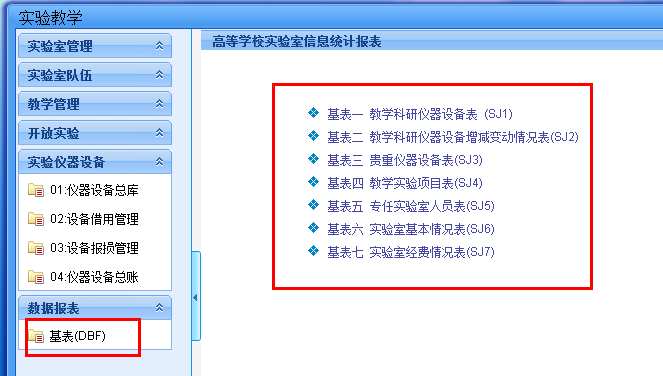 实验教学
实验室管理
实验室队伍
教学管理
开放实验
实验仪器设备
01:仪器设备总库
02:设备借用管理
03:设备报损管理
04:仪器设备总账
数据报表
基表(DBF)
高等学校实验室信息统计报表
基表一 教学科研仪器设备表 (SJ1)
基表二 教学科研仪器设备增减变动情况表(SJ2)
基表三 贵重仪器设备表(SJ3)
基表四 教学实验项目表(SJ4)
基表五 专任实验室人员表(SJ5)
基表六 实验室基本情况表(SJ6)
基表七 实验室经费情况表(SJ7)